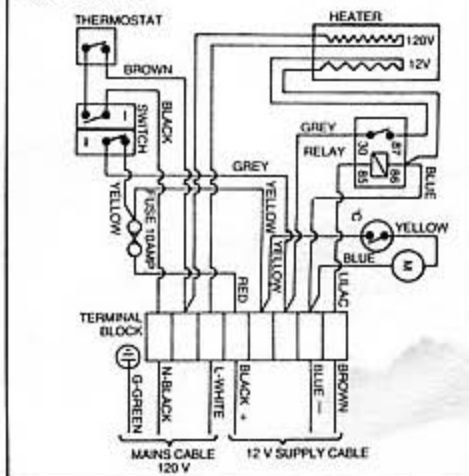 THERMOSTAT
HEATER
120V
12V
BROWN
BLACK
SWITCH
I
I
GREY
RELAY
30
87
85
86
BLUE
GREY
YELLOW
FUSE 10AMP
YELLOW
YELLOW
C
YELLOW
BLUE
M
RED
LILAC
TERMINAL
BLOCK
G-GREEN
N-BLACK
L-WHITE
BLACK +
BLUE —
BROWN
MAINS CABLE
120 V
12 V SUPPLY CABLE